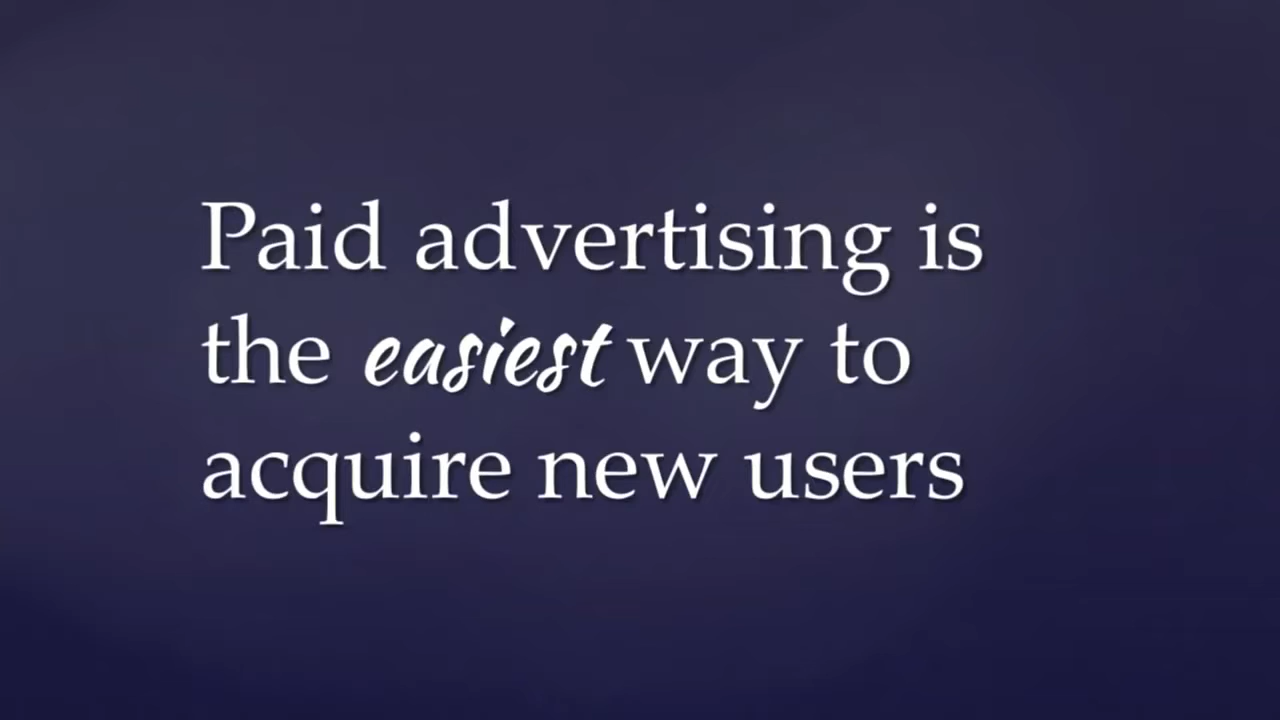 Paid advertising is
the easiest way to
acquire new users